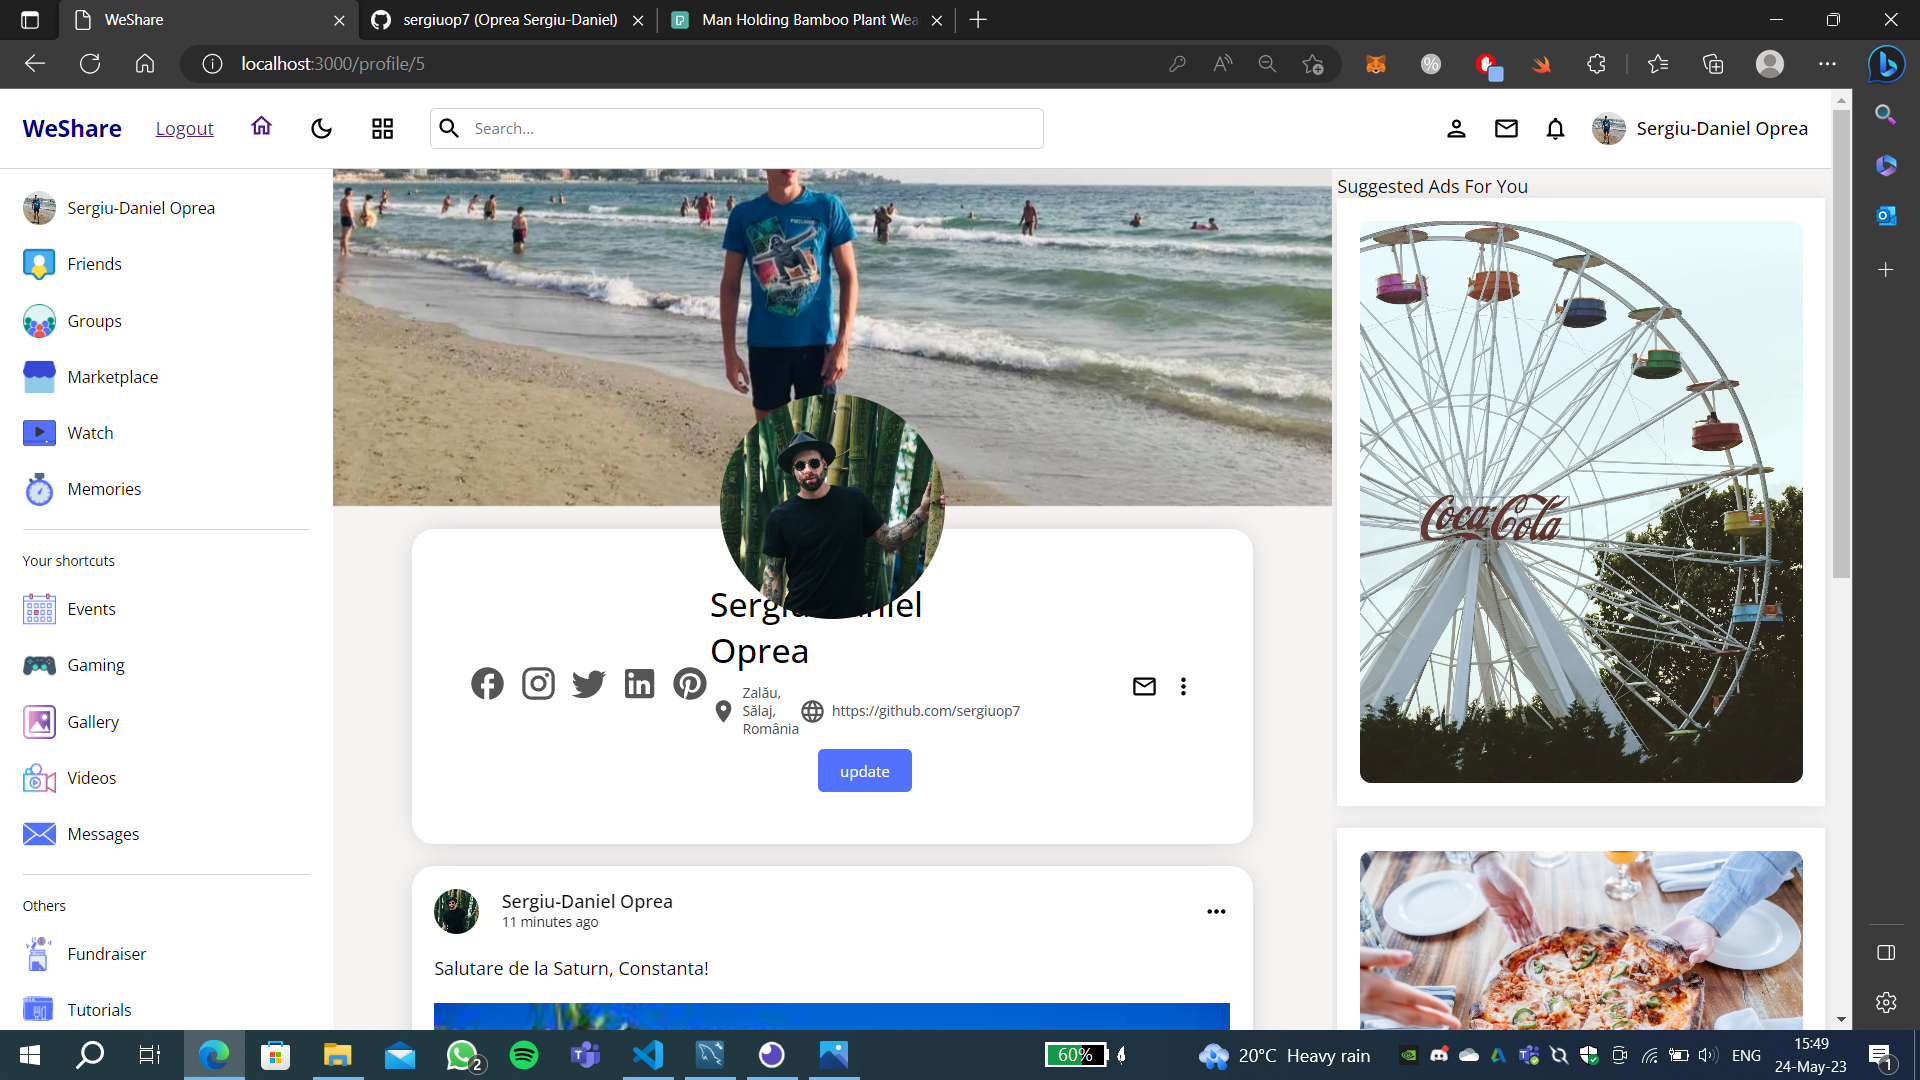 WeShare
sergiuop7 (Oprea Sergiu-Daniel)
Man Holding Bamboo Plant Wea
localhost:3000/profile/5
WeShare
Logout
Search...
Sergiu-Daniel Oprea
Sergiu-Daniel Oprea
Friends
Groups
Marketplace
Watch
Memories
Your shortcuts
Events
Gaming
Gallery
Videos
Messages
Others
Fundraiser
Tutorials
Oprea
Zalău,
Sălaj,
România
https://github.com/sergiuop7
update
Sergiu-Daniel Oprea
11 minutes ago
Salutare de la Saturn, Constanta!
Suggested Ads For You
Coca-Cola
2
60%
20°C Heavy rain
ENG
15:49
24-May-23
1